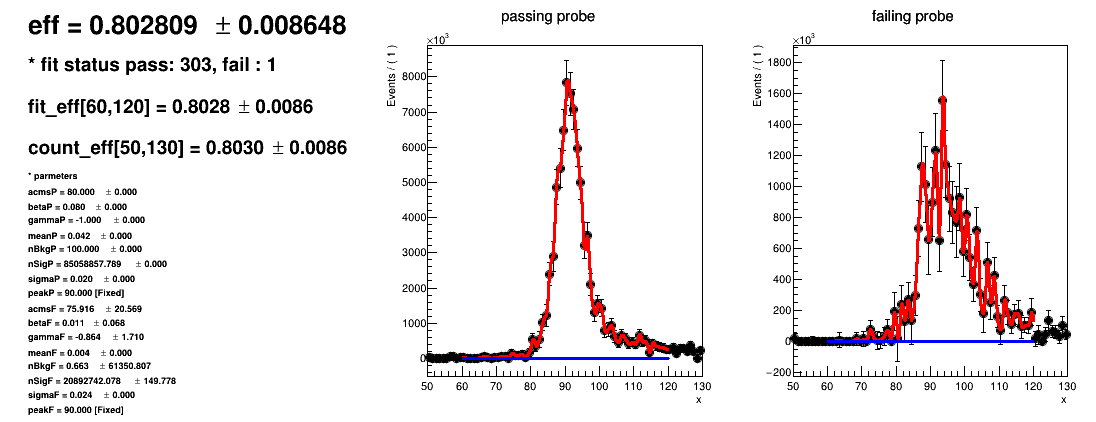 eff = 0.802809 ± 0.008648
* fit status pass: 303, fail : 1
fit_eff[60,120] = 0.8028 ± 0.0086
count_eff[50,130] = 0.8030 ± 0.0086
* parmeters
acmsP = 80.000 ± 0.000
betaP = 0.080 ± 0.000
gammaP = -1.000 ± 0.000
meanP = 0.042 ± 0.000
nBkgP = 100.000 ± 0.000
nSigP = 85058857.789 ± 0.000
sigmaP = 0.020 ± 0.000
peakP = 90.000 [Fixed]
acmsF = 75.916 ± 20.569
betaF = 0.011 ± 0.068
gammaF = -0.864 ± 1.710
meanF = 0.004 ± 0.000
nBkgF = 0.663 ± 61350.807
nSigF = 20892742.078 ± 149.778
sigmaF = 0.024 ± 0.000
peakF = 90.000 [Fixed]
passing probe
×10³
Events / ( 1 )
8000
7000
6000
5000
4000
3000
2000
1000
0
50 60 70 80 90 100 110 120 130
x
failing probe
×10³
Events / ( 1 )
1800
1600
1400
1200
1000
800
600
400
200
0
−200
50 60 70 80 90 100 110 120 130
x